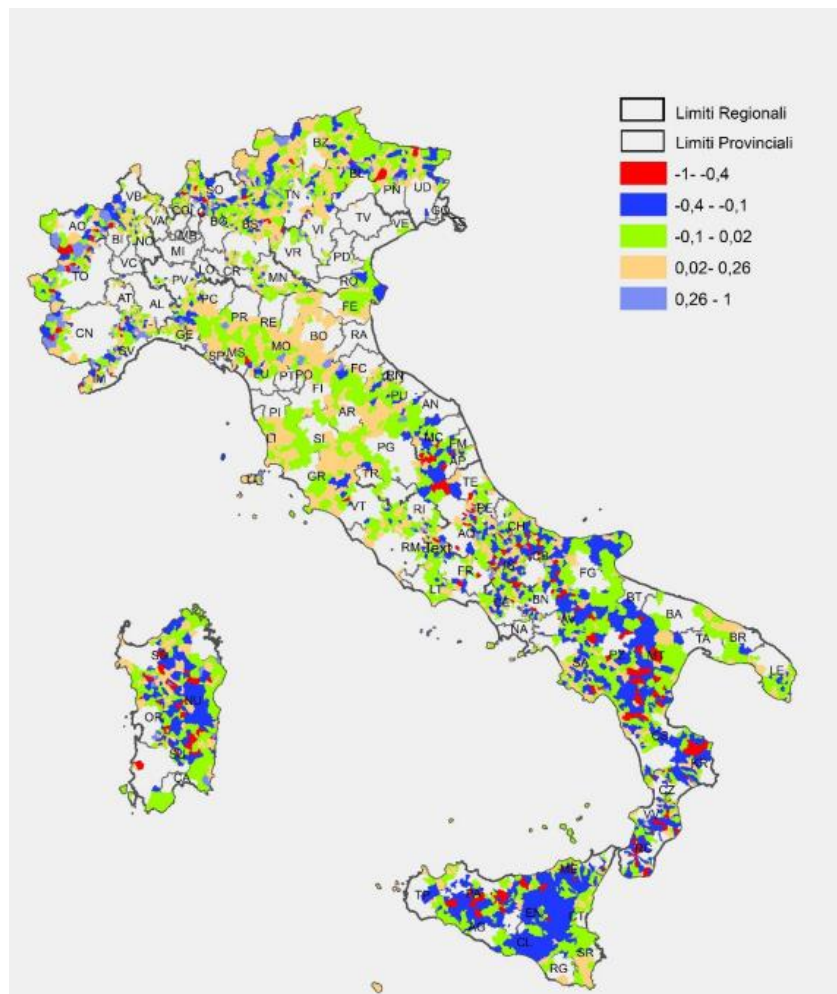 Limiti Regionali
Limiti Provinciali
-1- -0,4
-0,4 - -0,1
-0,1 - 0,02
0,02- 0,26
0,26 - 1
BZ
SO
BL
VB
TN
PN
UD
AO
CO
VA
BG
BS
TV
GO
BI
NO
MB
VI
VE
MI
VR
PD
TO
VC
LO
CR
PV
MN
RO
AT
AL
PC
FE
PR
RE
CN
GE
MO
BO
RA
SV
SP
MS
IM
LU
PT
PO
FC
RN
FI
PU
AN
PI
AR
MC
LI
SI
FM
PG
AP
GR
TR
TE
VT
RI
PE
AQ
CH
RM
Text
FR
CB
IS
FG
LT
CE
BN
BT
BA
NA
AV
BR
TA
PZ
MT
SA
LE
SS
NU
OR
CS
KR
CA
CZ
VV
RC
ME
TP
PA
EN
CT
AG
CL
SR
RG